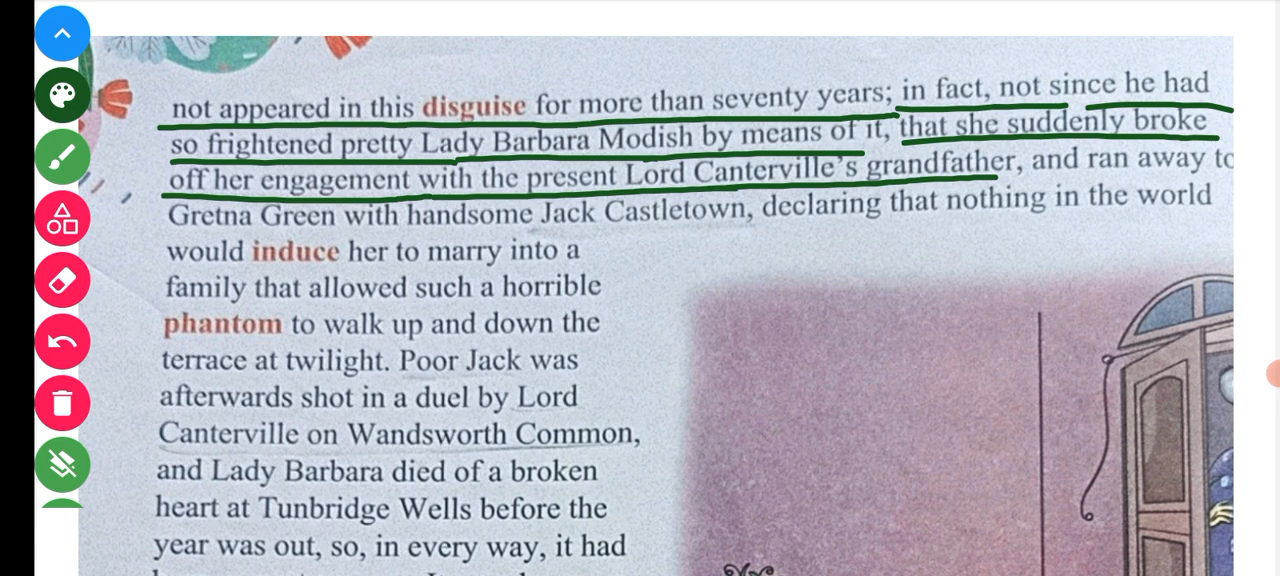 not appeared in this disguise for more than seventy years; in fact, not since he had
so frightened pretty Lady Barbara Modish by means of it, that she suddenly broke
off her engagement with the present Lord Canterville's grandfather, and ran away to
Gretna Green with handsome Jack Castletown, declaring that nothing in the world
would induce her to marry into a
family that allowed such a horrible
phantom to walk up and down the
terrace at twilight. Poor Jack was
afterwards shot in a duel by Lord
Canterville on Wandsworth Common,
and Lady Barbara died of a broken
heart at Tunbridge Wells before the
year was out, so, in every way, it had